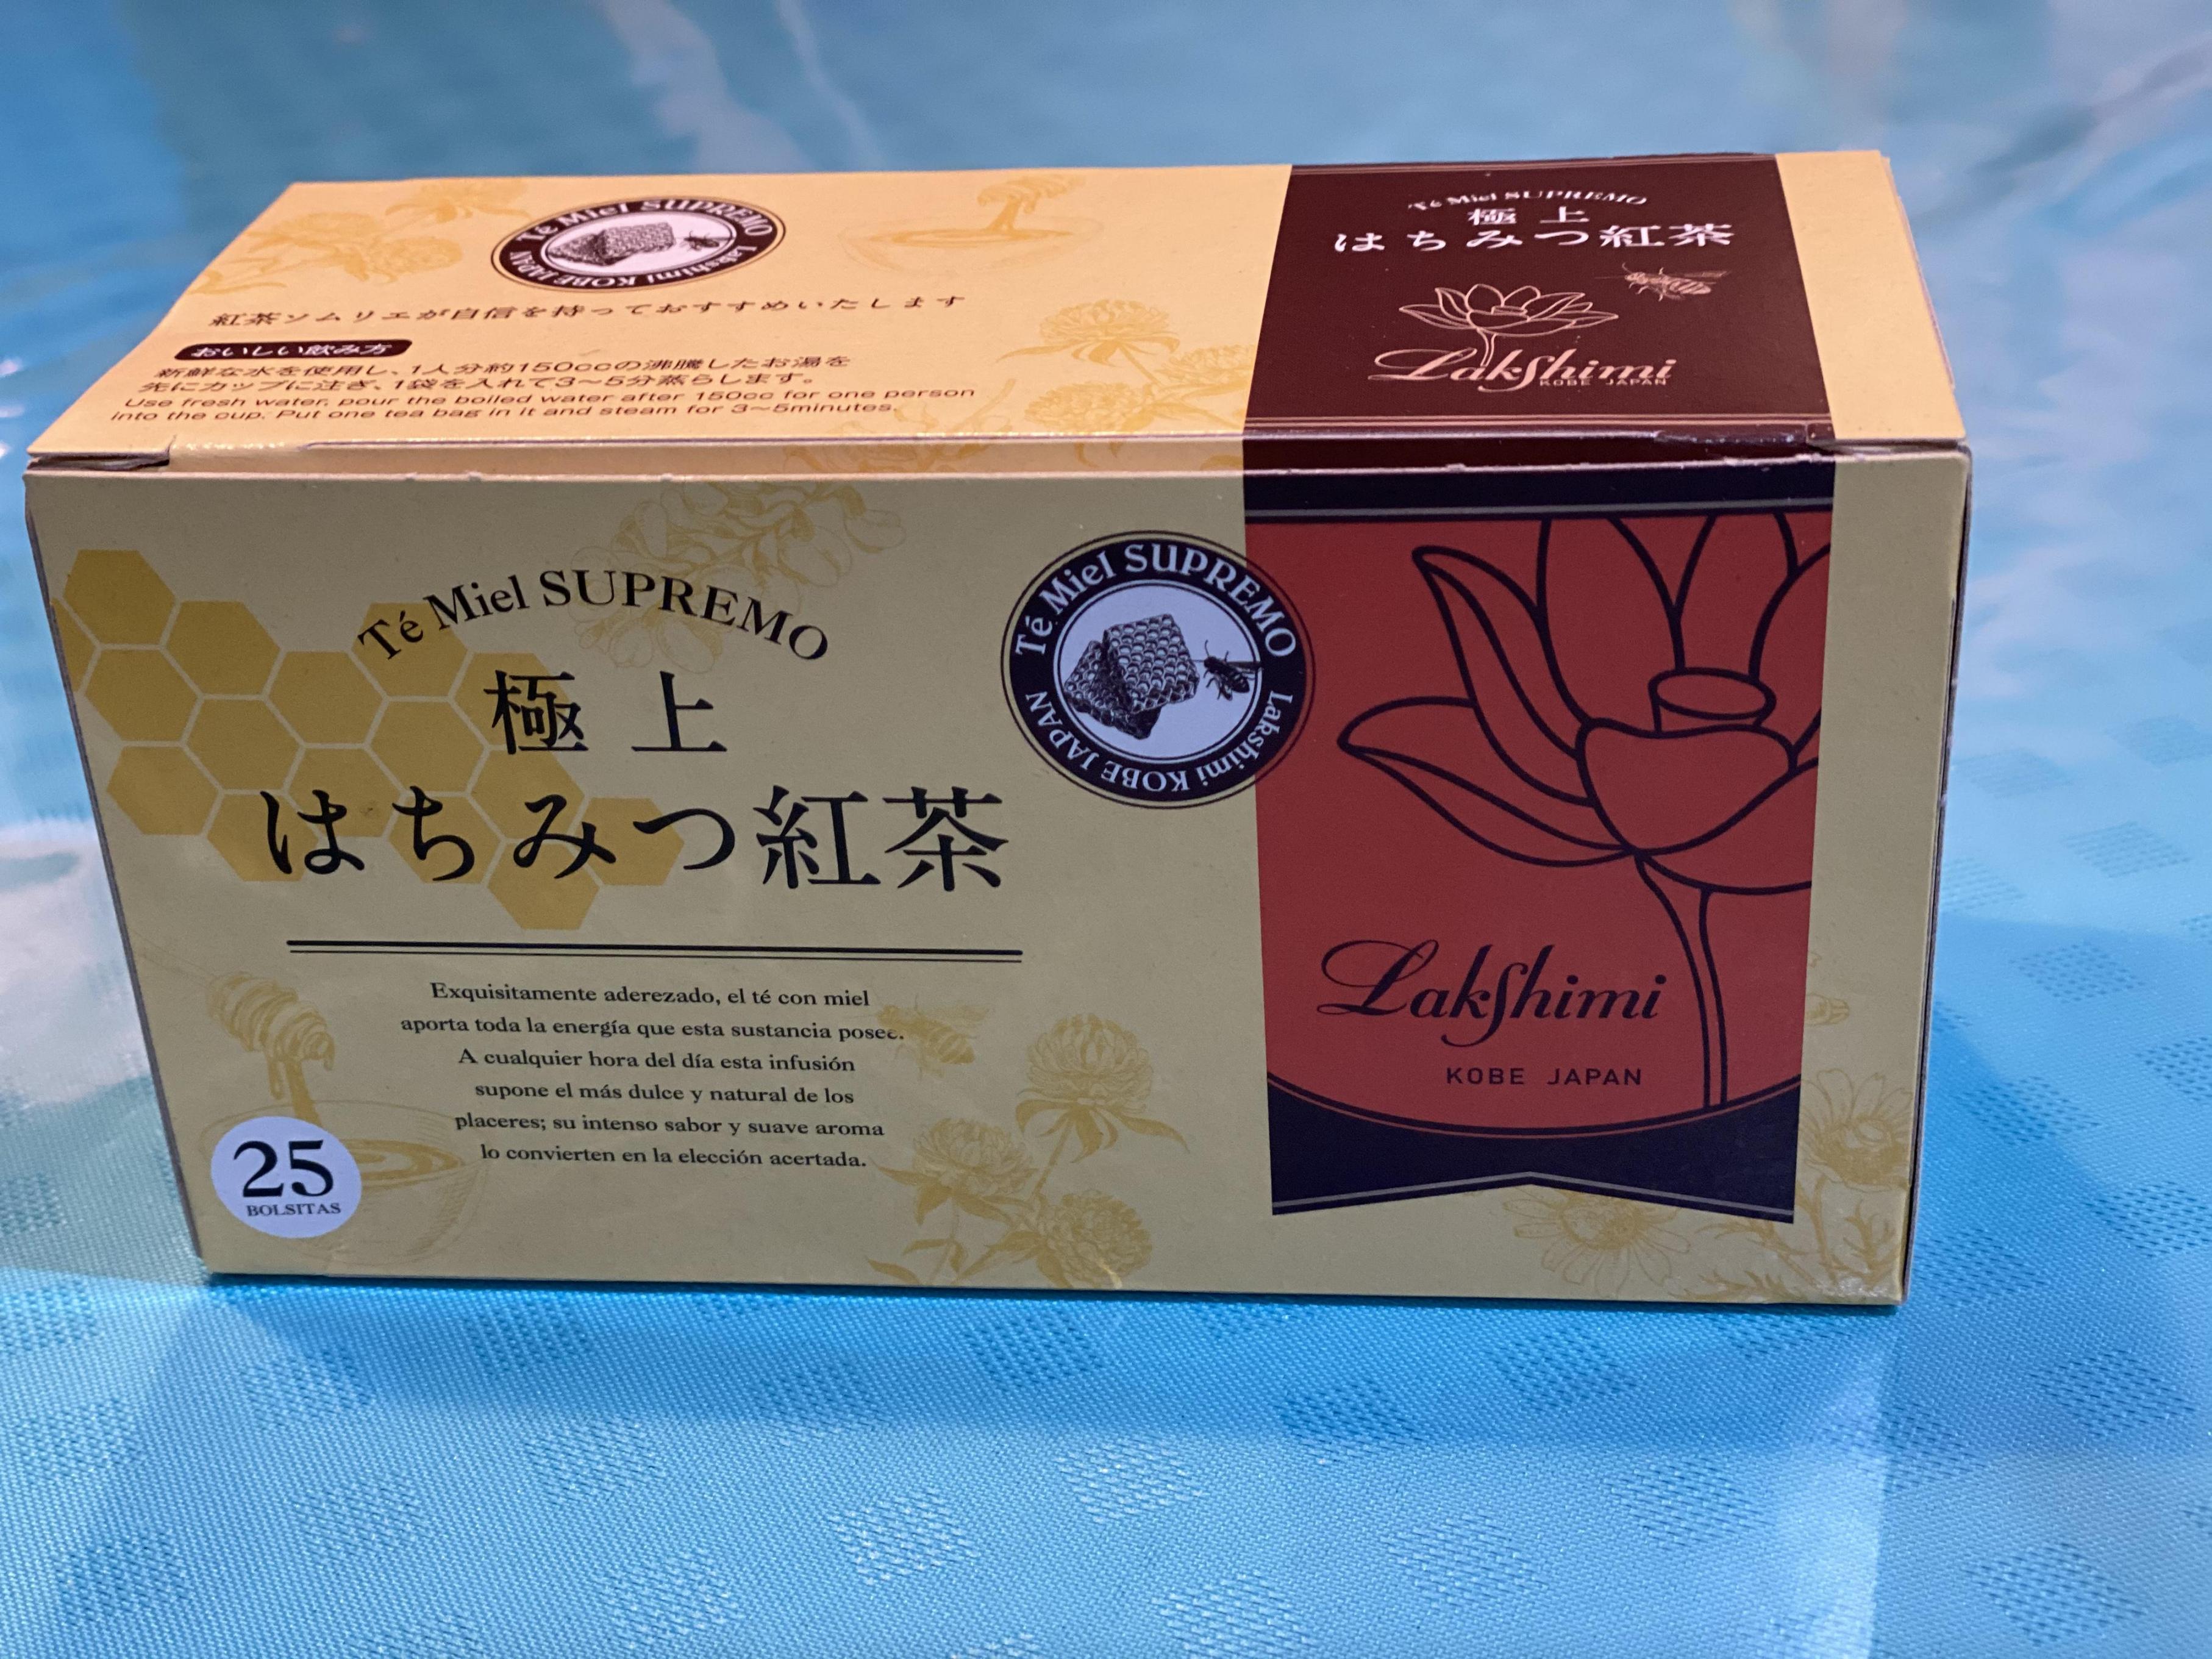 Té Miel SUPREMO
Lakshimi KOBE JAPAN
紅茶ソムリエが自信を持っておすすめいたします
おいしい飲み方
新鮮な水を使用し、1人分約150ccの沸騰したお湯を
先にカップに注ぎ、1袋を入れて3〜5分蒸らします。
Use fresh water, pour the boiled water after 150cc for one person
into the cup. Put one tea bag in it and steam for 3~5minutes.
Té Miel SUPREMO
極上
はちみつ紅茶
Lakshimi
KOBE JAPAN
Té Miel SUPREMO
極上
はちみつ紅茶
Exquisitamente aderezado, el té con miel
aporta toda la energía que esta sustancia posee.
A cualquier hora del día esta infusión
supone el más dulce y natural de los
placeres; su intenso sabor y suave aroma
lo convierten en la elección acertada.
25
BOLSITAS
Té Miel SUPREMO
Lakshimi KOBE JAPAN
Lakshimi
KOBE JAPAN